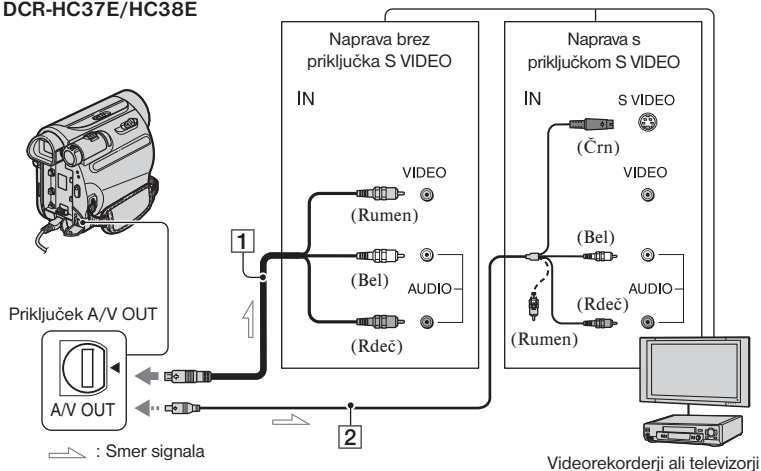 DCR-HC37E/HC38E
Naprava brez
priključka S VIDEO
IN
VIDEO
(Rumen)
(Bel)
AUDIO
(Rdeč)
Naprava s
priključkom S VIDEO
IN
S VIDEO
(Črn)
VIDEO
(Bel)
AUDIO
(Rdeč)
(Rumen)
1
Priključek A/V OUT
A/V OUT
2
: Smer signala
Videorekorderji ali televizorji